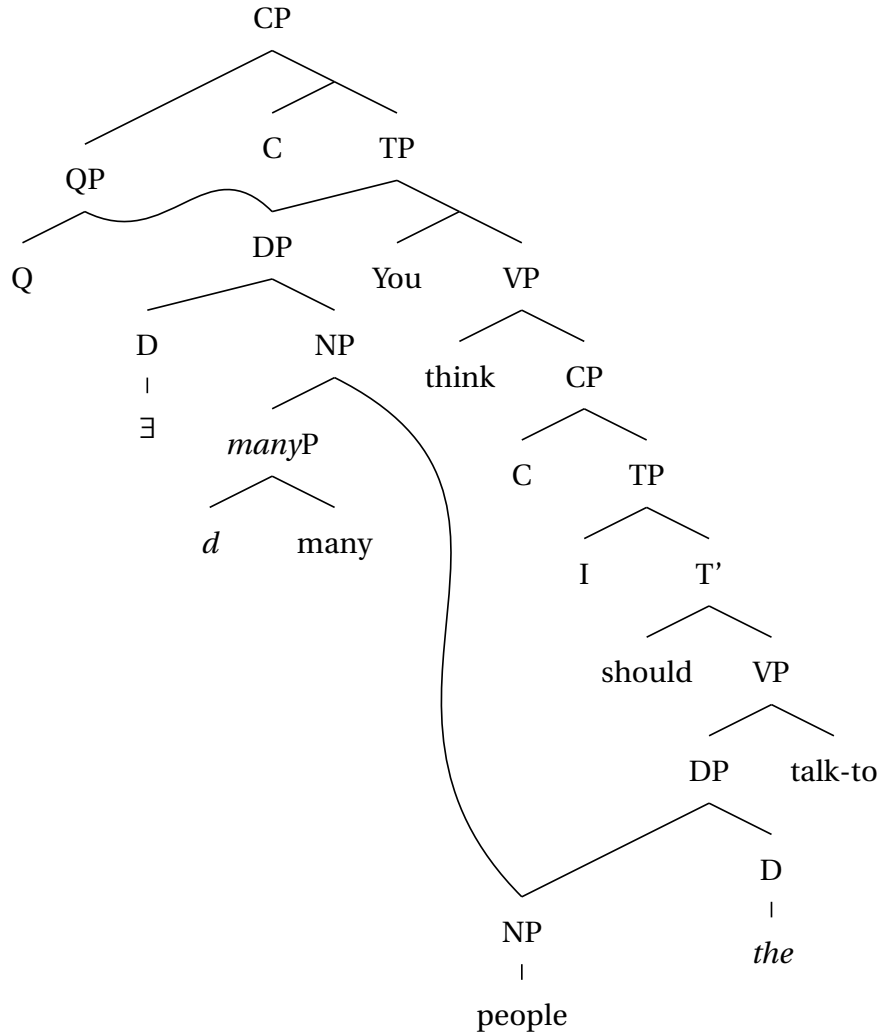 CP
C TP
QP
DP
Q You VP
D NP
think CP
∃
manyP
C TP
d many
I T’
should VP
DP talk-to
D
NP
the
people